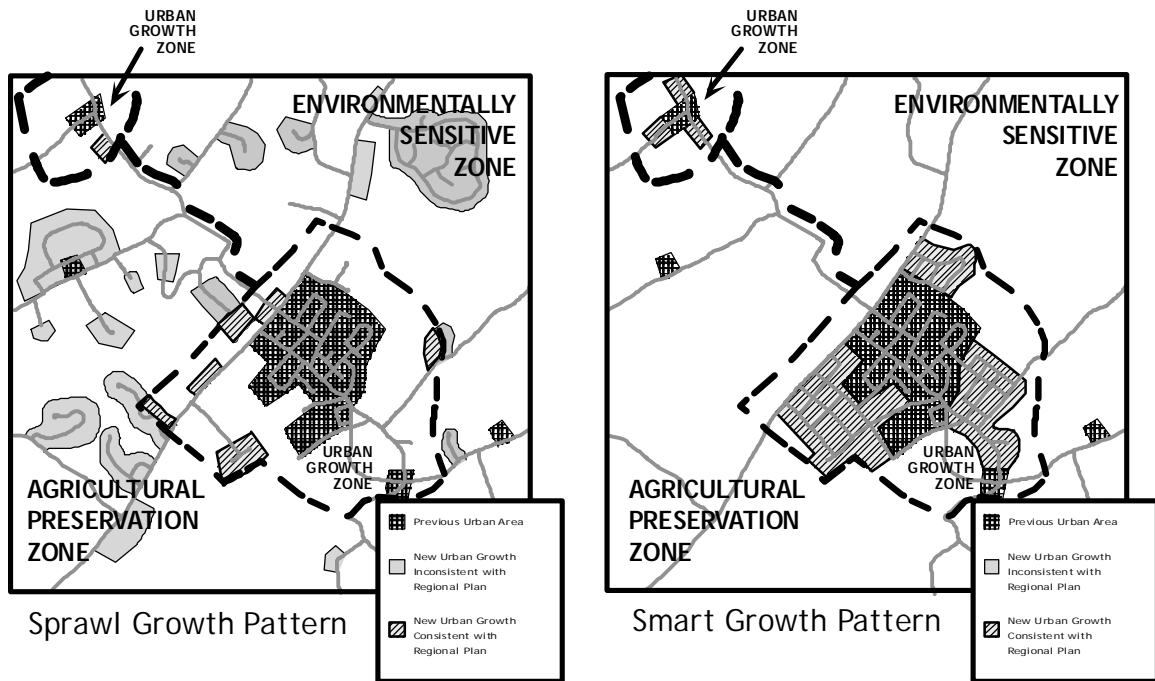 URBAN
GROWTH
ZONE
ENVIRONMENTALLY
SENSITIVE
ZONE
URBAN
GROWTH
ZONE
AGRICULTURAL
PRESERVATION
ZONE
Previous Urban Area
New Urban Growth
Inconsistent with
Regional Plan
New Urban Growth
Consistent with
Regional Plan
Sprawl Growth Pattern
URBAN
GROWTH
ZONE
ENVIRONMENTALLY
SENSITIVE
ZONE
URBAN
GROWTH
ZONE
AGRICULTURAL
PRESERVATION
ZONE
Previous Urban Area
New Urban Growth
Inconsistent with
Regional Plan
New Urban Growth
Consistent with
Regional Plan
Smart Growth Pattern